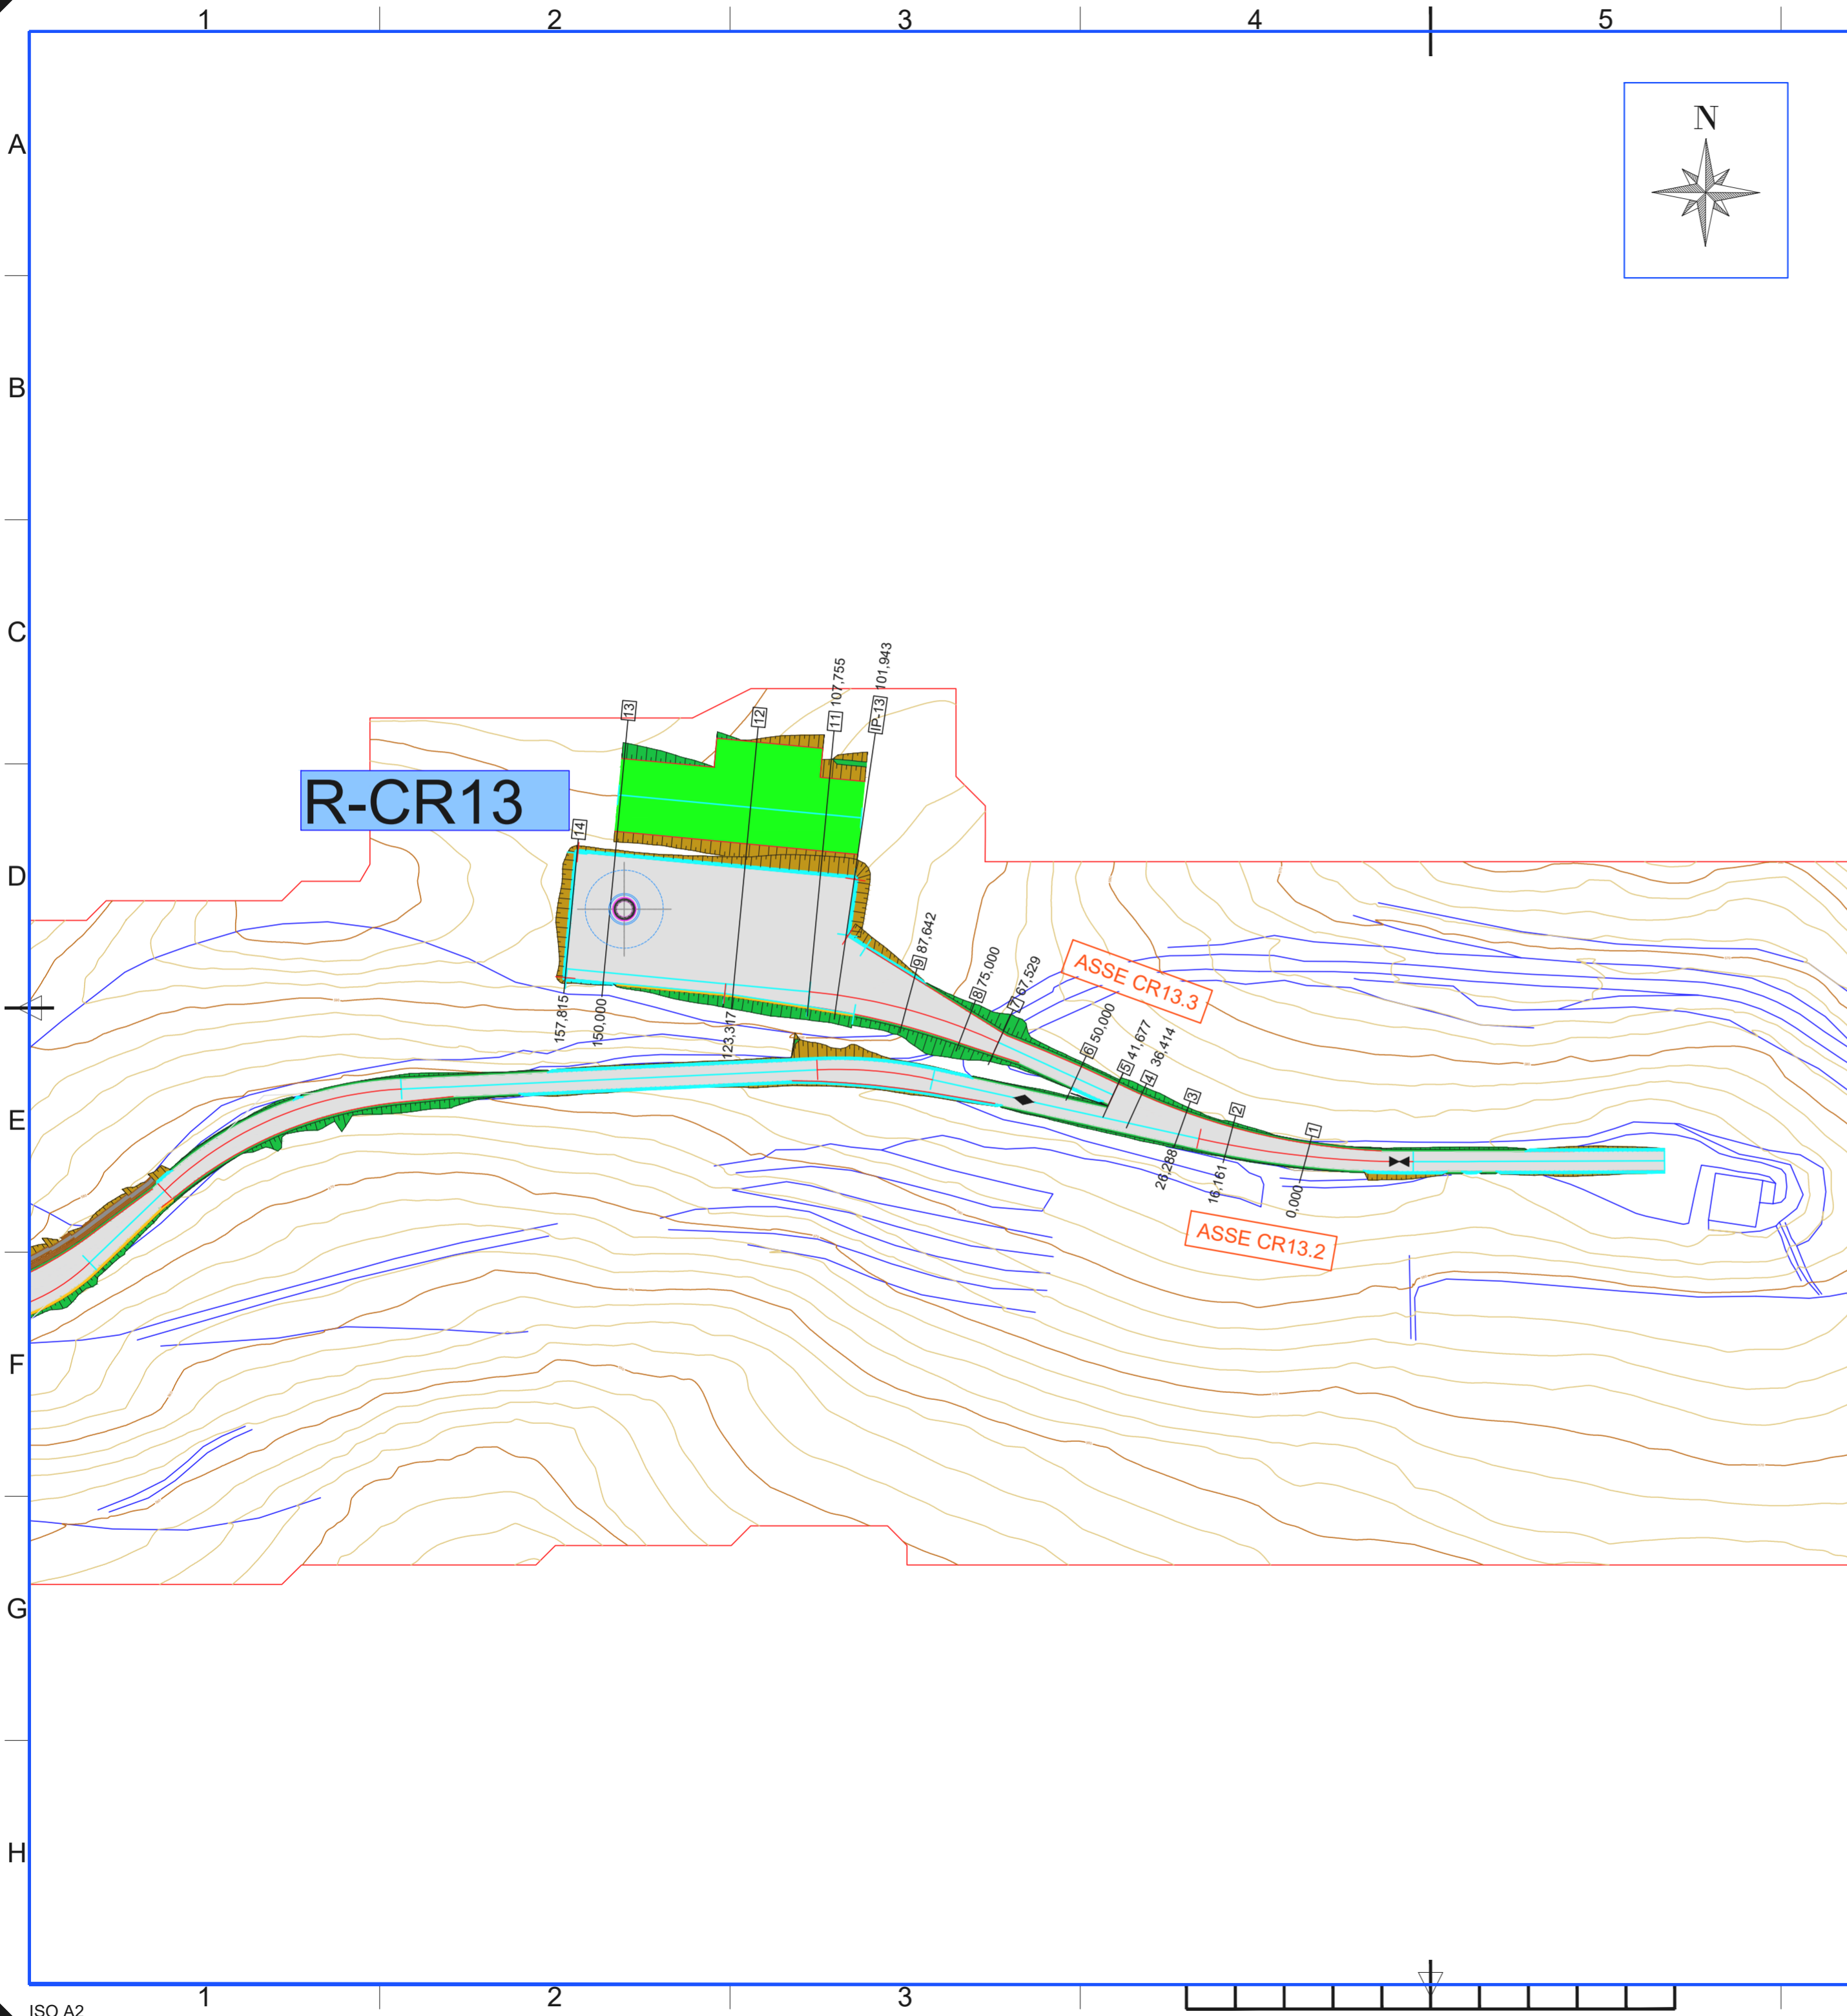 1
2
3
4
5
A
N
B
C
101,943
107,755
IP-13
11
12
13
R-CR13
14
D
9 87,642
ASSE CR13.3
8 75,000
7 67,529
157,815
150,000
123,317
6 50,000
5 41,677
4 36,414
3
2
1
E
26,288
16,161
0,000
ASSE CR13.2
F
G
H
1
2
3
ISO A2